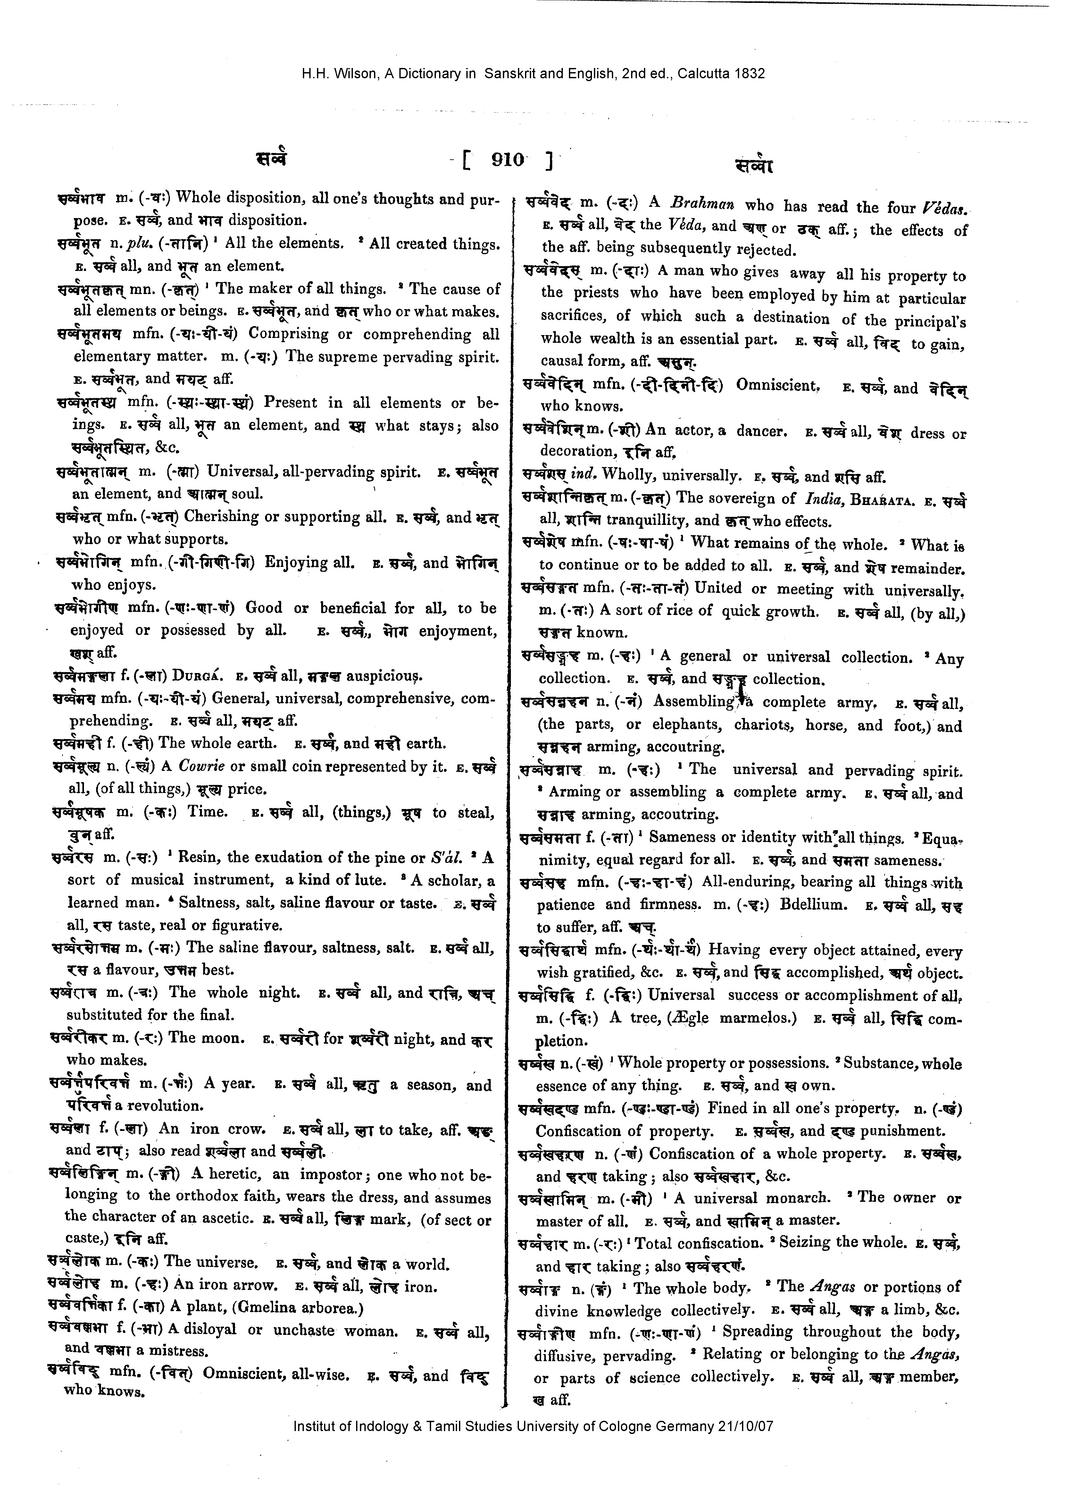 H.H. Wilson, A Dictionary in Sanskrit and English, 2nd ed., Calcutta 1832
सर्व्व [ 910 ] सर्व्वा
सर्व्वभाव m. (-वः) Whole disposition, all one's thoughts and pur-
pose. E. सर्व्व, and भाव disposition.
सर्व्वभूत n. plu. (-तानि) ¹ All the elements. ² All created things.
E. सर्व्व all, and भूत an element.
सर्व्वभूतकृत् mn. (-कृत्) ¹ The maker of all things. ² The cause of
all elements or beings. E. सर्व्वभूत, and कृत् who or what makes.
सर्व्वभूतमय mfn. (-यः-यी-यं) Comprising or comprehending all
elementary matter. m. (-यः) The supreme pervading spirit.
E. सर्व्वभूत, and मयट् aff.
सर्व्वभूतस्थ mfn. (-स्थः-स्था-स्थं) Present in all elements or be-
ings. E. सर्व्व all, भूत an element, and स्थ what stays; also
सर्व्वभूतस्थित, &c.
सर्व्वभूतात्मन् m. (-त्मा) Universal, all-pervading spirit. E. सर्व्वभूत
an element, and आत्मन् soul.
सर्व्वभृत् mfn. (-भृत्) Cherishing or supporting all. E. सर्व्व, and भृत्
who or what supports.
सर्व्वभोगिन् mfn. (-गी-गिणी-गि) Enjoying all. E. सर्व्व, and भोगिन्
who enjoys.
सर्व्वभोगीण mfn. (-णः-णा-णं) Good or beneficial for all, to be
enjoyed or possessed by all. E. सर्व्व,, भोग enjoyment,
खञ् aff.
सर्व्वमङ्गला f. (-ला) DURGÁ. E. सर्व्व all, मङ्गल auspicious.
सर्व्वमय mfn. (-यः-यी-यं) General, universal, comprehensive, com-
prehending. E. सर्व्व all, मयट् aff.
सर्व्वमही f. (-ही) The whole earth. E. सर्व्व, and मही earth.
सर्व्वमूल्य n. (-ल्यं) A Cowrie or small coin represented by it. E. सर्व्व
all, (of all things,) मूल्य price.
सर्व्वमूषक m. (-कः) Time. E. सर्व्व all, (things,) मूष to steal,
वुन् aff.
सर्व्वरस m. (-सः) ¹ Resin, the exudation of the pine or S'ál. ² A
sort of musical instrument, a kind of lute. ³ A scholar, a
learned man. ⁴ Saltness, salt, saline flavour or taste. E. सर्व्व
all, रस taste, real or figurative.
सर्व्वरसोत्तम m. (-मः) The saline flavour, saltness, salt. E. सर्व्व all,
रस a flavour, उत्तम best.
सर्व्वरात्र m. (-त्रः) The whole night. E. सर्व्व all, and रात्रि, अच्
substituted for the final.
सर्व्वरीकर m. (-रः) The moon. E. सर्व्वरी for शर्व्वरी night, and कर
who makes.
सर्व्वर्त्तुपरिवर्त्त m. (-र्त्तः) A year. E. सर्व्व all, ऋतु a season, and
परिवर्त्त a revolution.
सर्व्वला f. (-ला) An iron crow. E. सर्व्व all, ला to take, aff. अङ्
and टाप्; also read शर्व्वला and सर्व्वली.
सर्व्वलिङ्गिन् m. (-ङ्गी) A heretic, an impostor; one who not be-
longing to the orthodox faith, wears the dress, and assumes
the character of an ascetic. E. सर्व्व all, लिङ्ग mark, (of sect or
caste,) इनि aff.
सर्व्वलोक m. (-कः) The universe. E. सर्व्व, and लोक a world.
सर्व्वलोह m. (-हः) An iron arrow. E. सर्व्व all, लोह iron.
सर्व्ववर्त्तिका f. (-का) A plant, (Gmelina arborea.)
सर्व्ववल्लभा f. (-भा) A disloyal or unchaste woman. E. सर्व्व all,
and वल्लभा a mistress.
सर्व्वविद् mfn. (-वित्) Omniscient, all-wise. E. सर्व्व, and विद्
who knows.
सर्व्ववेद m. (-दः) A Brahman who has read the four Védas.
E. सर्व्व all, वेद the Véda, and अण् or ठक् aff.; the effects of
the aff. being subsequently rejected.
सर्व्ववेदस् m. (-दाः) A man who gives away all his property to
the priests who have been employed by him at particular
sacrifices, of which such a destination of the principal's
whole wealth is an essential part. E. सर्व्व all, विद् to gain,
causal form, aff. असुन्.
सर्व्ववेदिन् mfn. (-दी-दिनी-दि) Omniscient. E. सर्व्व, and वेदिन्
who knows.
सर्व्ववेशिन् m. (-शी) An actor, a dancer. E. सर्व्व all, वेश dress or
decoration, इनि aff.
सर्व्वशस् ind. Wholly, universally. E. सर्व्व, and शसि aff.
सर्व्वशान्तिकृत् m. (-कृत्) The sovereign of India, BHARATA. E. सर्व्व
all, शान्ति tranquillity, and कृत् who effects.
सर्व्वशेष mfn. (-षः-षा-षं) ¹ What remains of the whole. ² What is
to continue or to be added to all. E. सर्व्व, and शेष remainder.
सर्व्वसङ्गत mfn. (-तः-ता-तं) United or meeting with universally.
m. (-तः) A sort of rice of quick growth. E. सर्व्व all, (by all,)
सङ्गत known.
सर्व्वसङ्ग्रह m. (-हः) ¹ A general or universal collection. ² Any
collection. E. सर्व्व, and सङ्ग्रह collection.
सर्व्वसन्नहन n. (-नं) Assembling a complete army. E. सर्व्व all,
(the parts, or elephants, chariots, horse, and foot,) and
सन्नहन arming, accoutring.
सर्व्वसन्नाह m. (-हः) ¹ The universal and pervading spirit.
² Arming or assembling a complete army. E. सर्व्व all, and
सन्नाह arming, accoutring.
सर्व्वसमता f. (-ता) ¹ Sameness or identity with all things. ² Equa-
nimity, equal regard for all. E. सर्व्व, and समता sameness.
सर्व्वसह mfn. (-हः-हा-हं) All-enduring, bearing all things with
patience and firmness. m. (-हः) Bdellium. E. सर्व्व all, सह
to suffer, aff. अच्.
सर्व्वसिद्धार्थ mfn. (-र्थः-र्था-र्थं) Having every object attained, every
wish gratified, &c. E. सर्व्व, and सिद्ध accomplished, अर्थ object.
सर्व्वसिद्धि f. (-द्धिः) Universal success or accomplishment of all,
m. (-द्धिः) A tree, (Ægle marmelos.) E. सर्व्व all, सिद्धि com-
pletion.
सर्व्वस्व n. (-स्वं) ¹ Whole property or possessions. ² Substance, whole
essence of any thing. E. सर्व्व, and स्व own.
सर्व्वस्वदण्ड mfn. (-ण्डः-ण्डा-ण्डं) Fined in all one's property. n. (-ण्डं)
Confiscation of property. E. सर्व्वस्व, and दण्ड punishment.
सर्व्वस्वहरण n. (-णं) Confiscation of a whole property. E. सर्व्वस्व,
and हरण taking; also सर्व्वस्वहार, &c.
सर्व्वस्वामिन् m. (-मी) ¹ A universal monarch. ² The owner or
master of all. E. सर्व्व, and स्वामिन् a master.
सर्व्वहार m. (-रः) ¹ Total confiscation. ² Seizing the whole. E. सर्व्व,
and हार taking; also सर्व्वहरणं.
सर्व्वाङ्ग n. (ङ्गं) ¹ The whole body. ² The Angas or portions of
divine knowledge collectively. E. सर्व्व all, अङ्ग a limb, &c.
सर्व्वाङ्गीण mfn. (-णः-णा-णं) ¹ Spreading throughout the body,
diffusive, pervading. ² Relating or belonging to the Angas,
or parts of science collectively. E. सर्व्व all, अङ्ग member,
ख aff.
Institut of Indology & Tamil Studies University of Cologne Germany 21/10/07